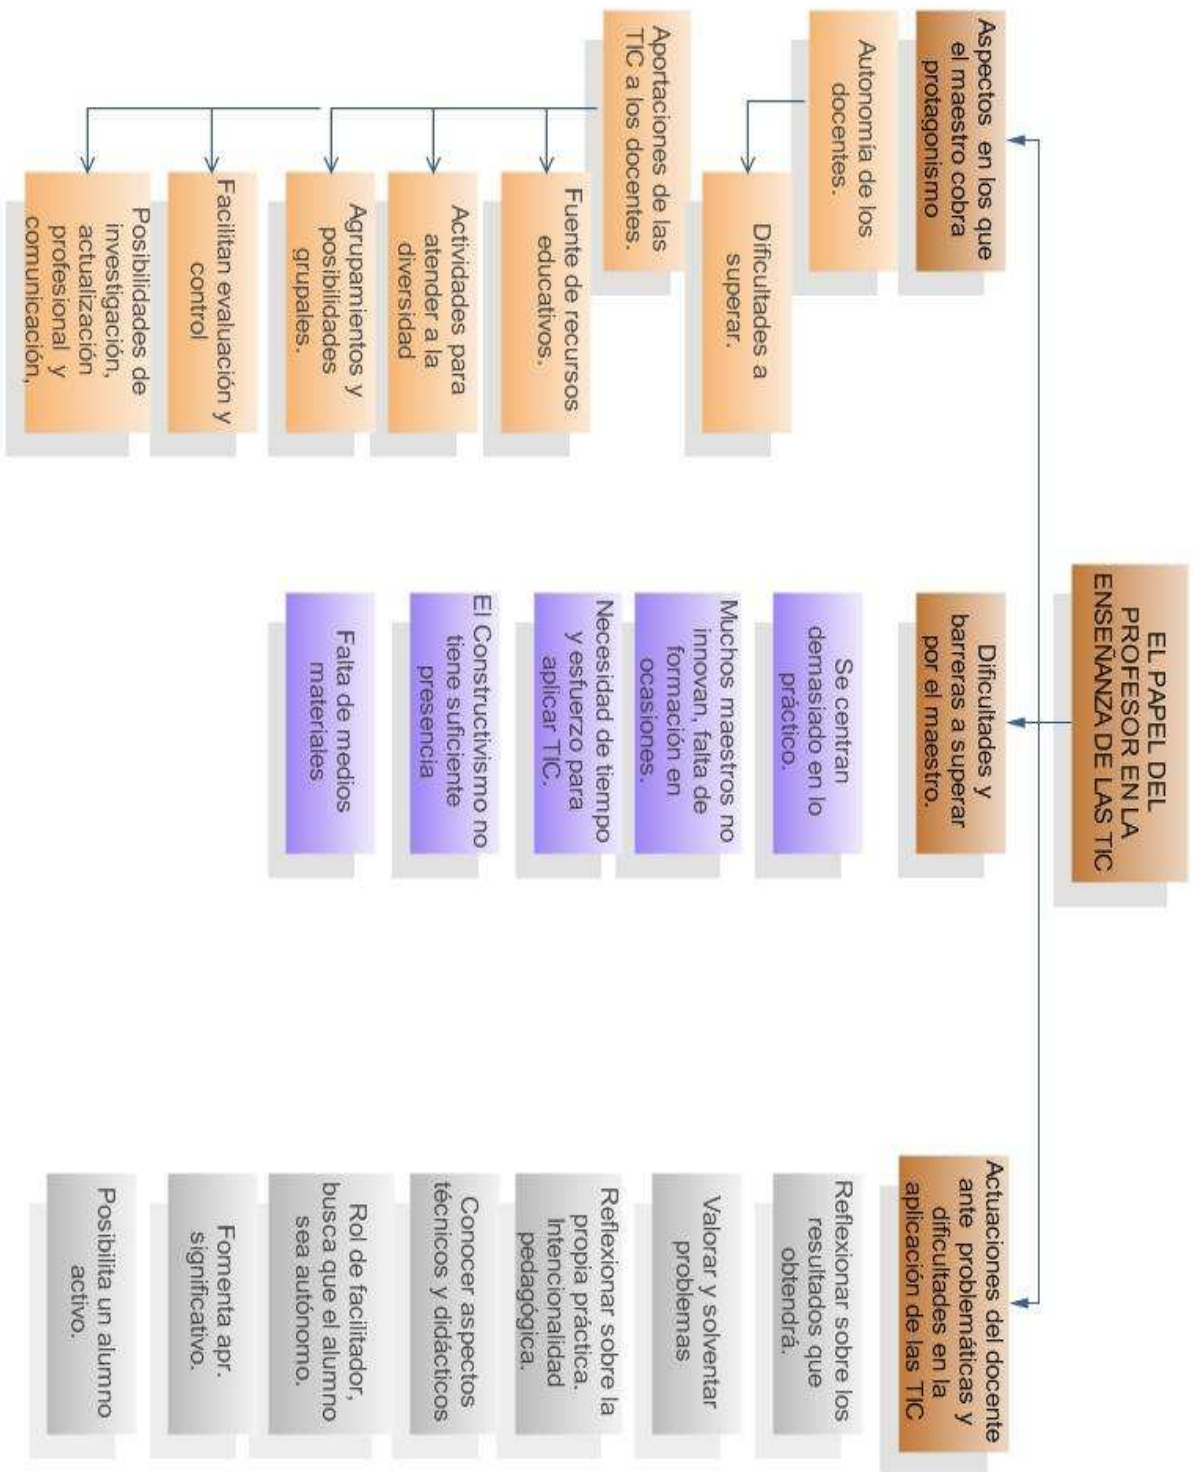 EL PAPEL DEL
PROFESOR EN LA
ENSEÑANZA DE LAS TIC
Aspectos en los que
el maestro cobra
protagonismo
Autonomía de los
docentes.
Dificultades a
superar.
Aportaciones de las
TIC a los docentes.
Fuente de recursos
educativos.
Actividades para
atender a la
diversidad
Agrupamientos y
posibilidades
grupales.
Facilitan evaluación y
control
Posibilidades de
investigación,
actualización
profesional y
comunicación,
Dificultades y
barreras a superar
por el maestro.
Se centran
demasiado en lo
práctico.
Muchos maestros no
innovan, falta de
formación en
ocasiones.
Necesidad de tiempo
y esfuerzo para
aplicar TIC.
El Constructivismo no
tiene suficiente
presencia
Falta de medios
materiales
Actuaciones del docente
ante problemáticas y
dificultades en la
aplicación de las TIC
Reflexionar sobre los
resultados que
obtendrá.
Valorar y solventar
problemas
Reflexionar sobre la
propia práctica.
Intencionalidad
pedagógica.
Conocer aspectos
técnicos y didácticos
Rol de facilitador,
busca que el alumno
sea autónomo.
Fomenta apr.
significativo.
Posibilita un alumno
activo.